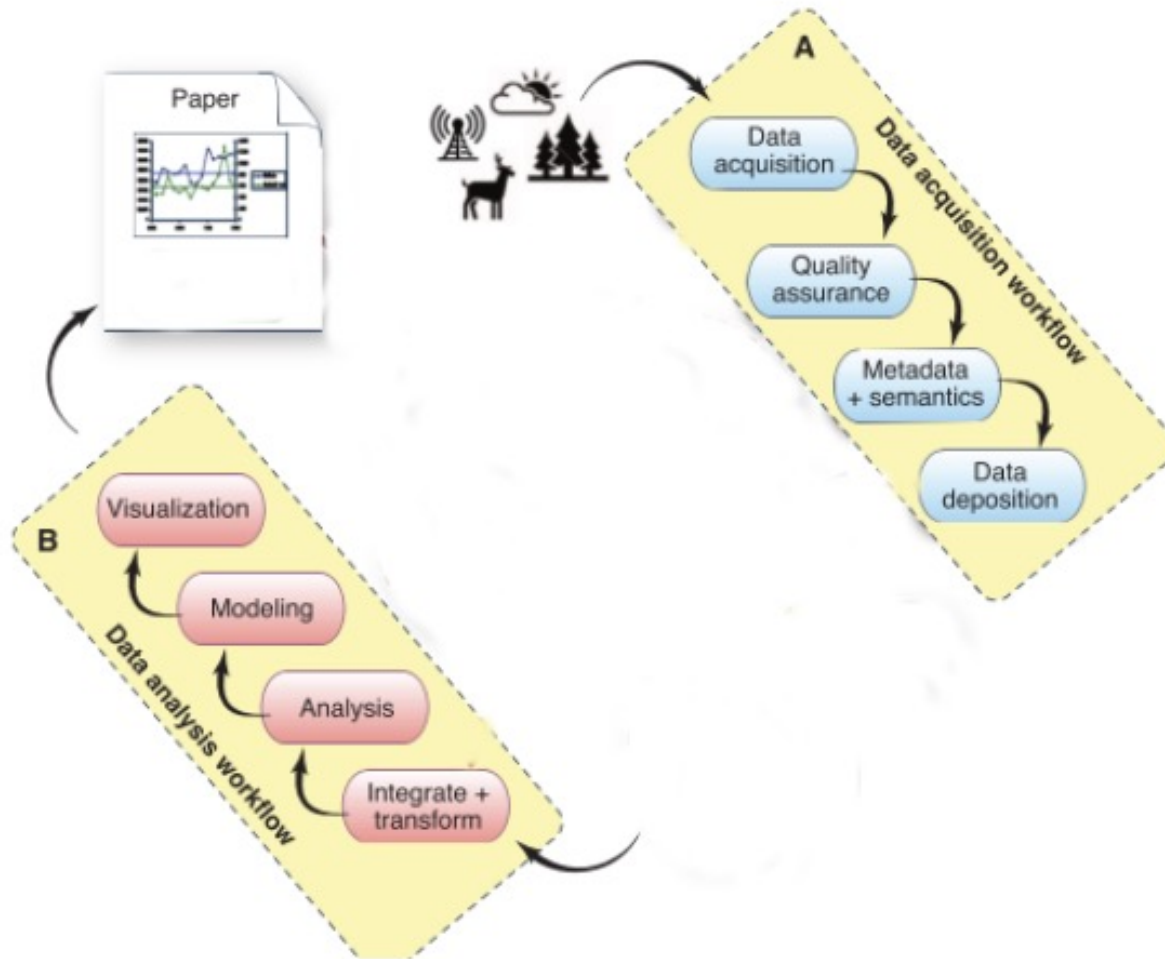 Paper
A
Data acquisition workflow
Data
acquisition
Quality
assurance
Metadata
+ semantics
Data
deposition
B
Data analysis workflow
Visualization
Modeling
Analysis
Integrate +
transform